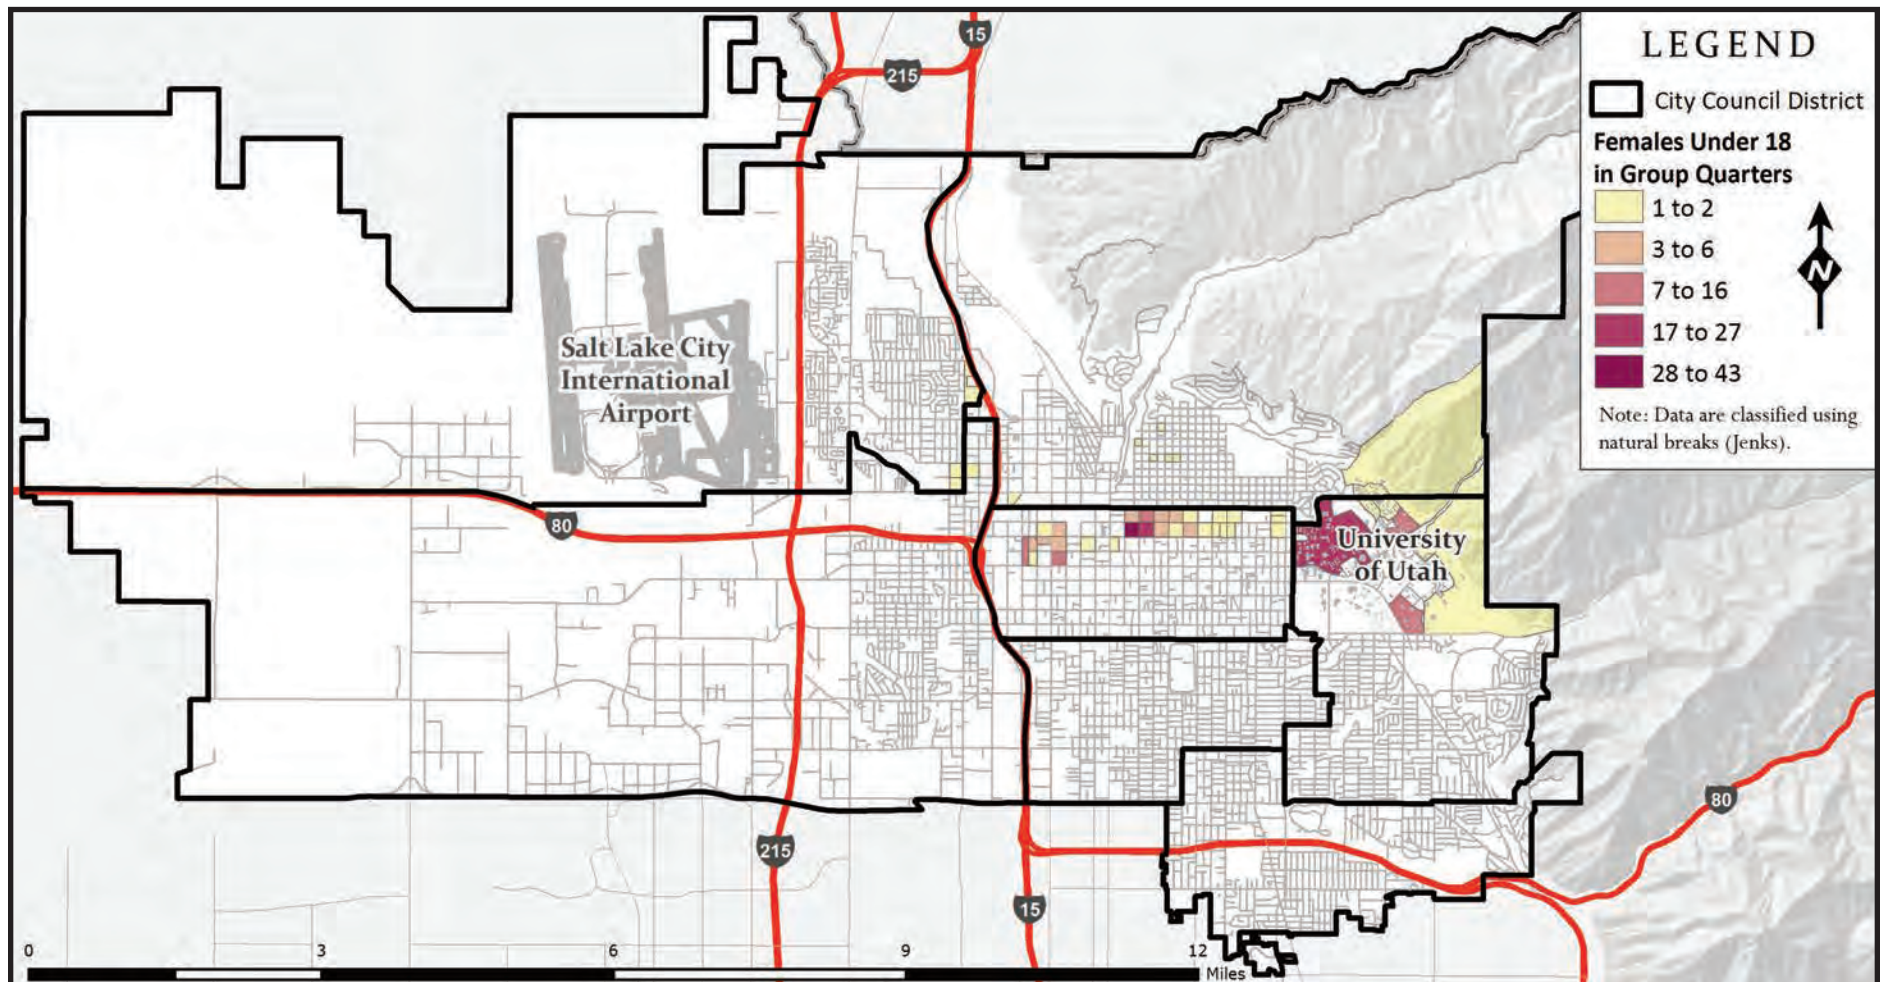 15
215
LEGEND
City Council District
Females Under 18
in Group Quarters
1 to 2
3 to 6
7 to 16
17 to 27
28 to 43
N
Note: Data are classified using
natural breaks (Jenks).
Salt Lake City
International
Airport
80
University
of Utah
80
215
15
0 3 6 9 12
Miles